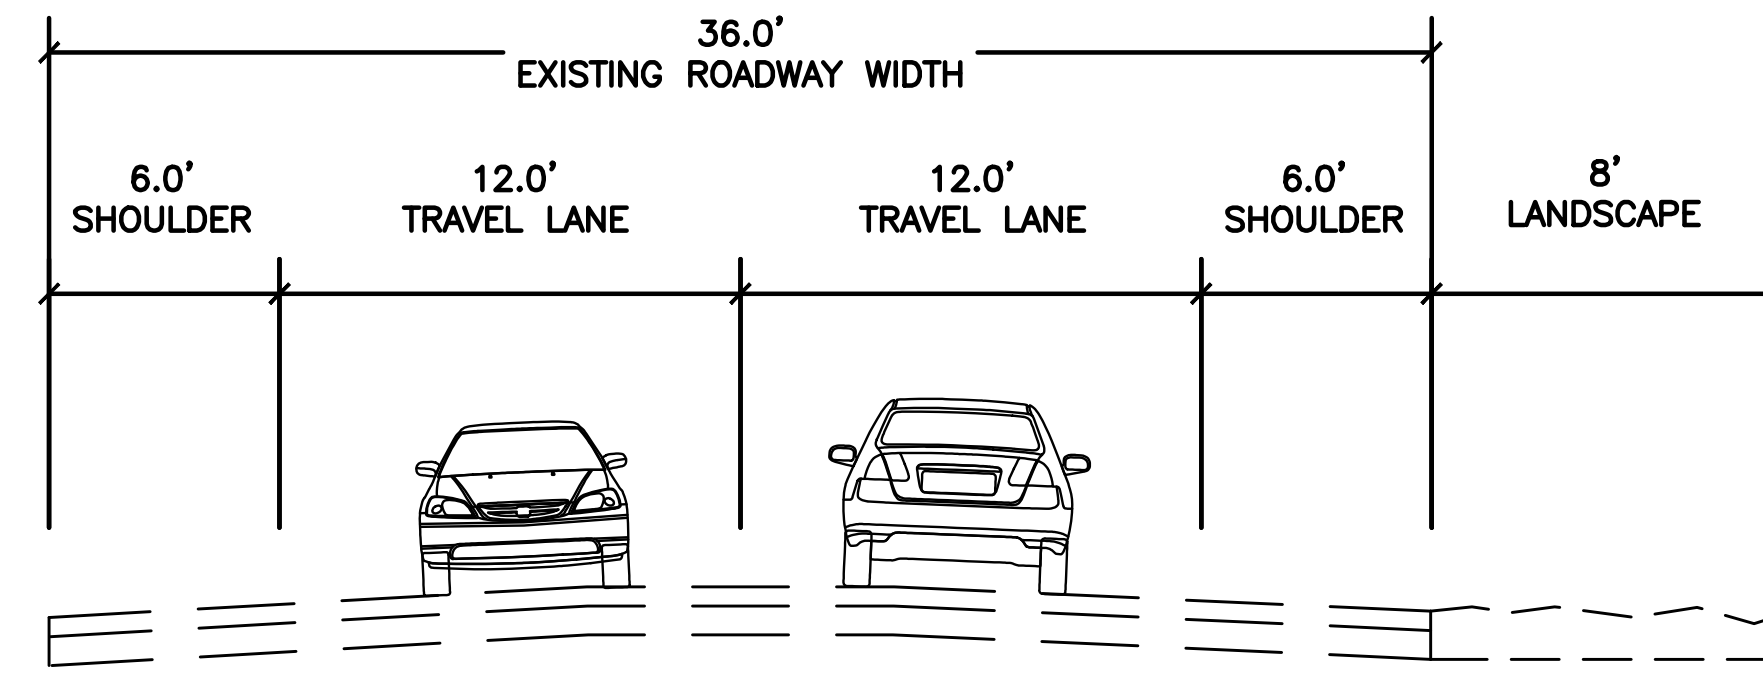 36.0'
EXISTING ROADWAY WIDTH
6.0'
SHOULDER
12.0'
TRAVEL LANE
12.0'
TRAVEL LANE
6.0'
SHOULDER
8'
LANDSCAPE